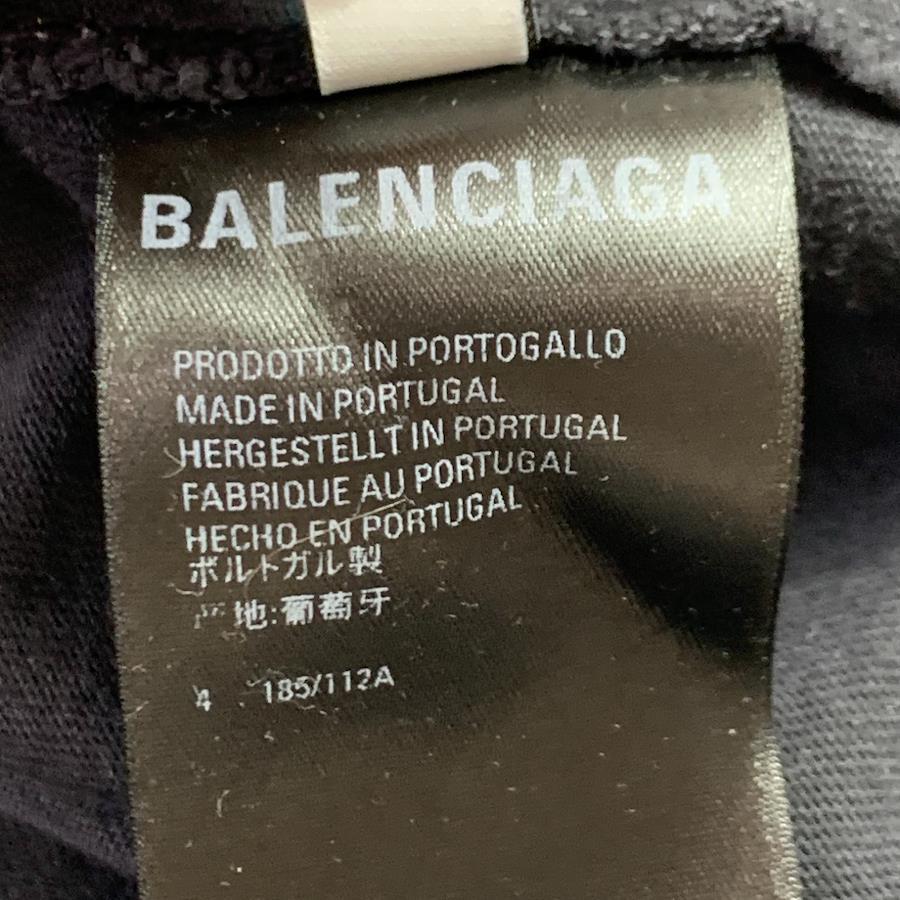 BALENCIAGA
PRODOTTO IN PORTOGALLO
MADE IN PORTUGAL
HERGESTELLT IN PORTUGAL
FABRIQUE AU PORTUGAL
HECHO EN PORTUGAL
ポルトガル製
产地:葡萄牙
4 185/112A